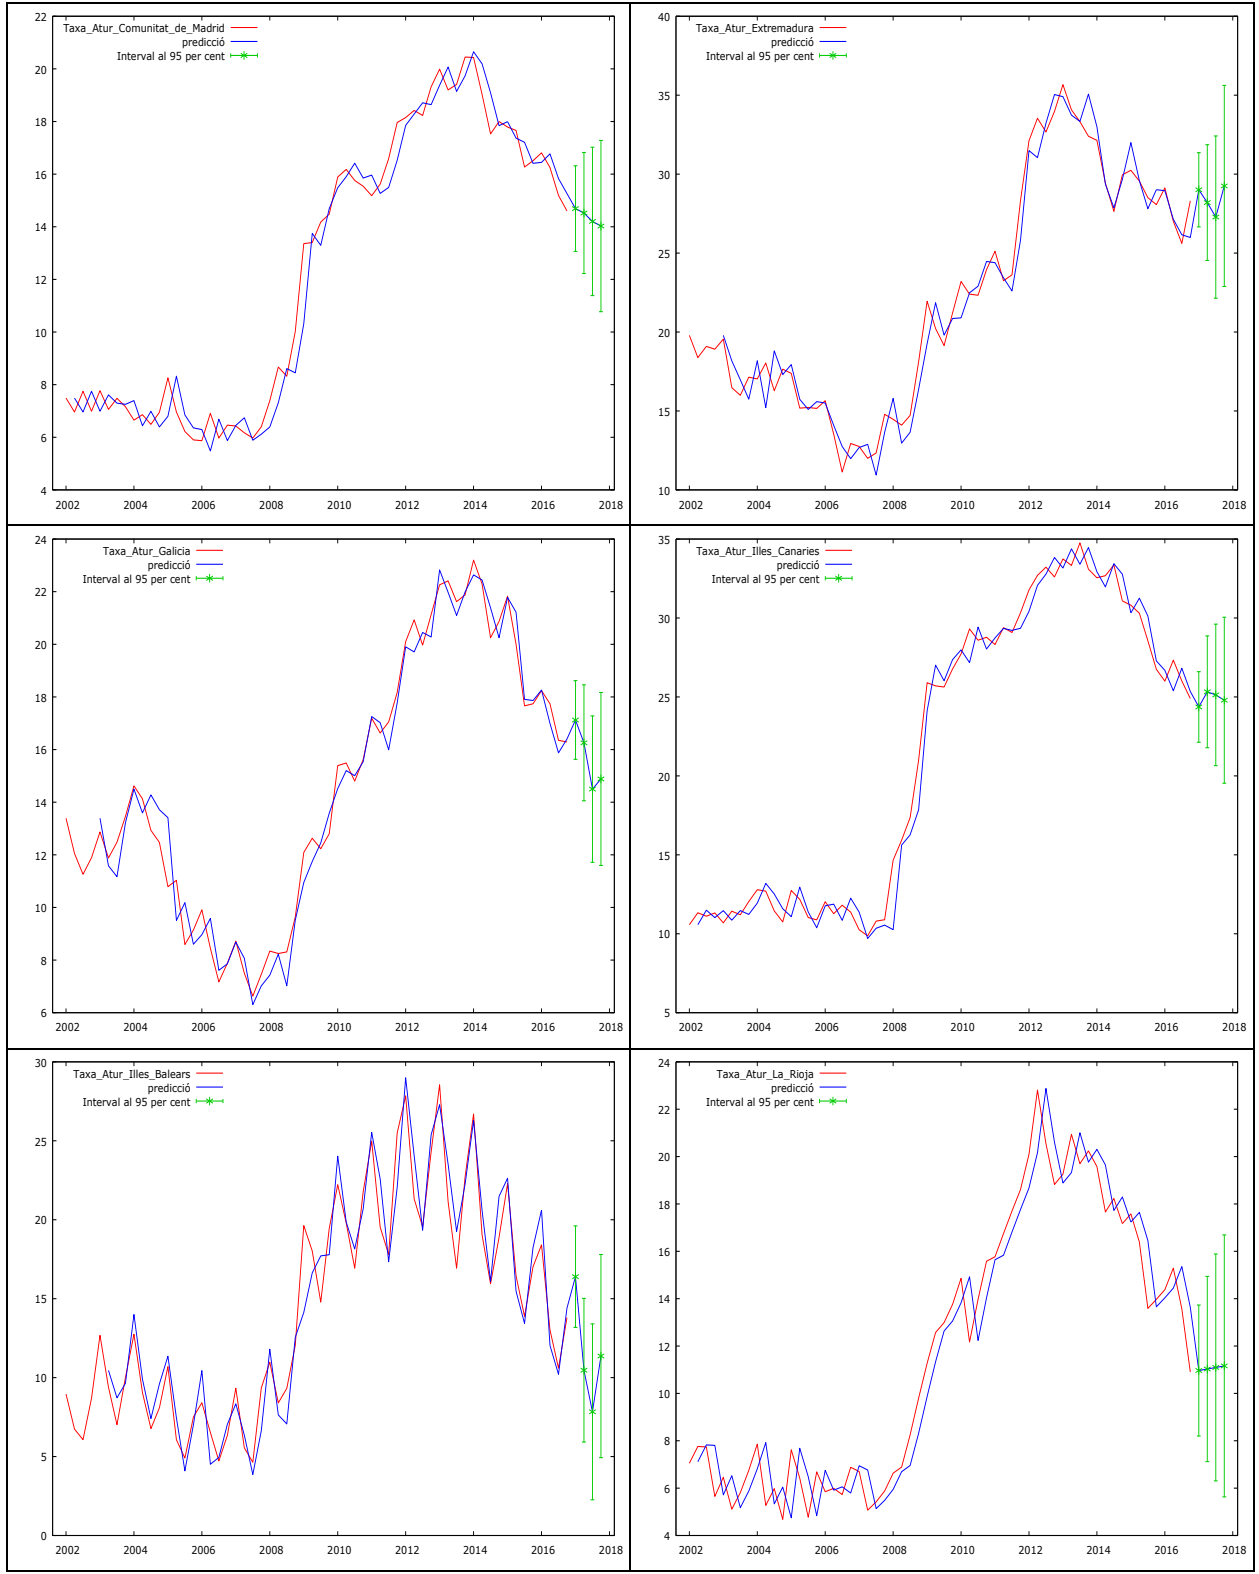 Taxa_Atur_Comunitat_de_Madrid
predicció
Interval al 95 per cent
22
20
18
16
14
12
10
8
6
4
2002 2004 2006 2008 2010 2012 2014 2016 2018
Taxa_Atur_Extremadura
predicció
Interval al 95 per cent
40
35
30
25
20
15
10
2002 2004 2006 2008 2010 2012 2014 2016 2018
Taxa_Atur_Galicia
predicció
Interval al 95 per cent
24
22
20
18
16
14
12
10
8
6
2002 2004 2006 2008 2010 2012 2014 2016 2018
Taxa_Atur_Illes_Canaries
predicció
Interval al 95 per cent
35
30
25
20
15
10
5
2002 2004 2006 2008 2010 2012 2014 2016 2018
Taxa_Atur_Illes_Balears
predicció
Interval al 95 per cent
30
25
20
15
10
5
0
2002 2004 2006 2008 2010 2012 2014 2016 2018
Taxa_Atur_La_Rioja
predicció
Interval al 95 per cent
24
22
20
18
16
14
12
10
8
6
4
2002 2004 2006 2008 2010 2012 2014 2016 2018